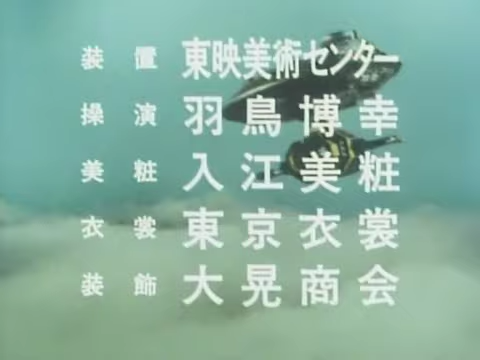 装置 東映美術センター
操演 羽鳥博幸
美粧 入江美粧
衣裳 東京衣裳
装飾 大晃商会